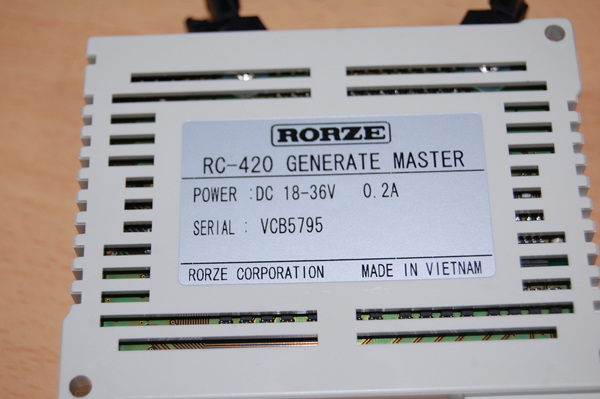 RORZE
RC-420 GENERATE MASTER
POWER :DC 18-36V 0.2A
SERIAL : VCB5795
RORZE CORPORATION MADE IN VIETNAM